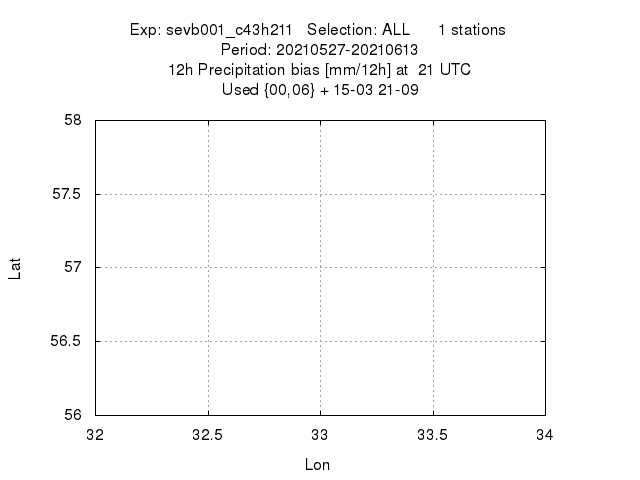 Exp: sevb001_c43h211   Selection: ALL      1 stations
Period: 20210527-20210613
12h Precipitation bias [mm/12h] at  21 UTC
Used {00,06} + 15-03 21-09
58
57.5
57
56.5
56
Lat
32 32.5 33 33.5 34
Lon